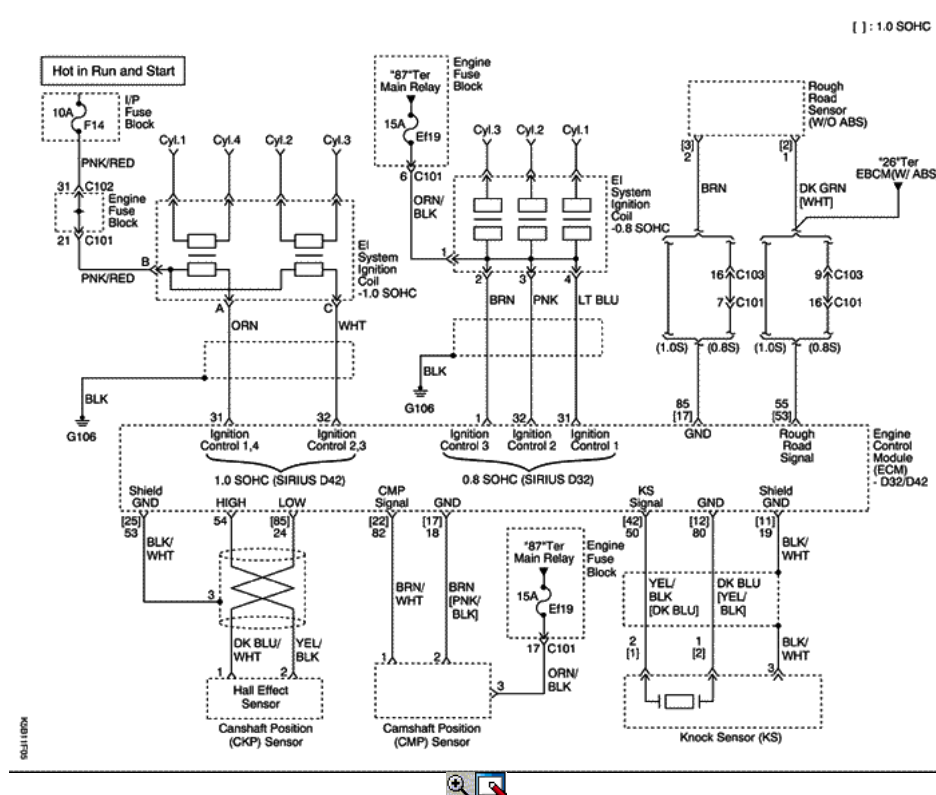 [ ] : 1.0 SOHC
Hot in Run and Start
I/P
Fuse
Block
10A
F14
PNK/RED
31
C102
Engine
Fuse
Block
21
C101
PNK/RED
B
Cyl.1
Cyl.4
Cyl.2
Cyl.3
EI
System
Ignition
Coil
-1.0 SOHC
A
C
ORN
WHT
BLK
G106
"87"Ter
Main Relay
Engine
Fuse
Block
15A
Ef19
6
C101
ORN/
BLK
1
Cyl.3
Cyl.2
Cyl.1
EI
System
Ignition
Coil
-0.8 SOHC
2
3
4
BRN
PNK
LT BLU
BLK
G106
Rough
Road
Sensor
(W/O ABS)
[3]
2
[2]
1
"26"Ter
EBCM(W/ ABS
BRN
DK GRN
[WHT]
16
C103
7
C101
9
C103
16
C101
(1.0S)
(0.8S)
(1.0S)
(0.8S)
31
32
1
32
31
85
[17]
55
[53]
Ignition
Control 1,4
Ignition
Control 2,3
Ignition
Control 3
Ignition
Control 2
Ignition
Control 1
GND
Rough
Road
Signal
Engine
Control
Module
(ECM)
- D32/D42
1.0 SOHC (SIRIUS D42)
0.8 SOHC (SIRIUS D32)
Shield
GND
HIGH
LOW
CMP
Signal
GND
KS
Signal
GND
Shield
GND
[25]
53
54
[85]
24
[22]
82
[17]
18
[42]
50
[12]
80
[11]
19
BLK/
WHT
3
DK BLU/
WHT
YEL/
BLK
1
2
Hall Effect
Sensor
Canshaft Position
(CKP) Sensor
BRN/
WHT
BRN
[PNK/
BLK]
1
2
3
Camshaft Position
(CMP) Sensor
"87"Ter
Main Relay
Engine
Fuse
Block
15A
Ef19
17
C101
ORN/
BLK
YEL/
BLK
[DK BLU]
DK BLU
[YEL/
BLK]
BLK/
WHT
BLK/
WHT
2
[1]
1
[2]
3
Knock Sensor (KS)